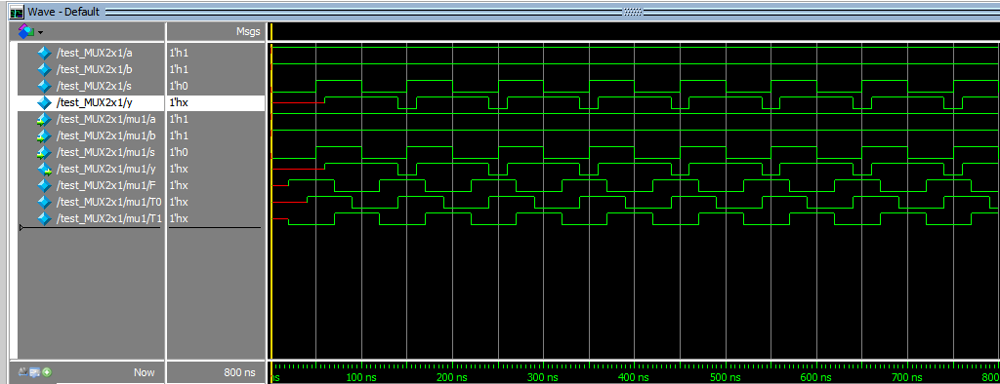 Wave - Default
Msgs
/test_MUX2x1/a 1'h1
/test_MUX2x1/b 1'h1
/test_MUX2x1/s 1'h0
/test_MUX2x1/y 1'hx
/test_MUX2x1/mu1/a 1'h1
/test_MUX2x1/mu1/b 1'h1
/test_MUX2x1/mu1/s 1'h0
/test_MUX2x1/mu1/y 1'hx
/test_MUX2x1/mu1/F 1'hx
/test_MUX2x1/mu1/T0 1'hx
/test_MUX2x1/mu1/T1 1'hx
Now 800 ns ns 100 ns 200 ns 300 ns 400 ns 500 ns 600 ns 700 ns 800